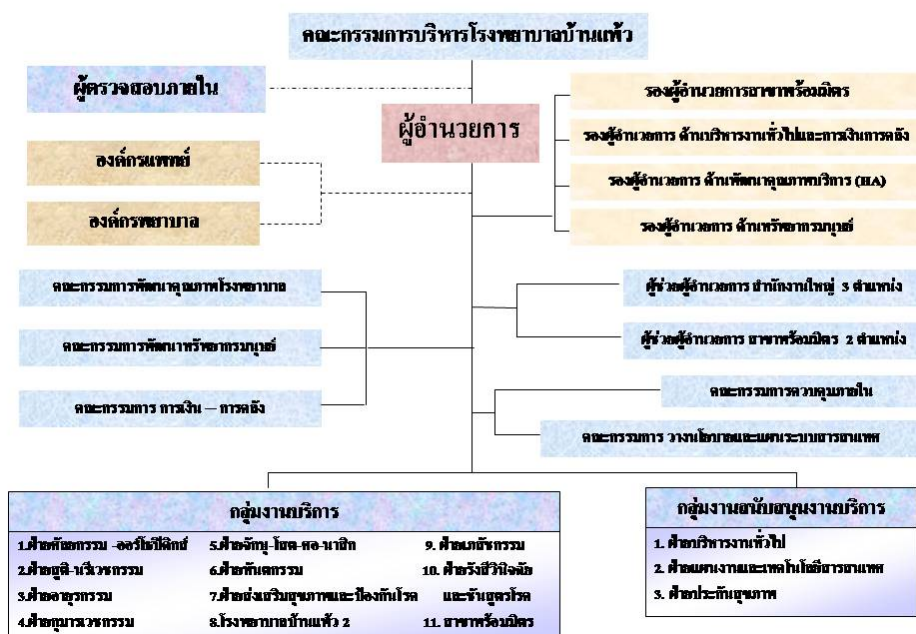 คณะกรรมการบริหารโรงพยาบาลบ้านแพ้ว
ผู้ตรวจสอบภายใน
ผู้อำนวยการ
องค์กรแพทย์
องค์กรพยาบาล
รองผู้อำนวยการสาขาพร้อมมิตร
รองผู้อำนวยการ ด้านบริหารงานทั่วไปและการเงินการคลัง
รองผู้อำนวยการ ด้านพัฒนาคุณภาพบริการ (HA)
รองผู้อำนวยการ ด้านทรัพยากรมนุษย์
คณะกรรมการพัฒนาคุณภาพโรงพยาบาล
คณะกรรมการพัฒนาทรัพยากรมนุษย์
คณะกรรมการ การเงิน – การคลัง
ผู้ช่วยผู้อำนวยการ สำนักงานใหญ่ 3 ตำแหน่ง
ผู้ช่วยผู้อำนวยการ สาขาพร้อมมิตร 2 ตำแหน่ง
คณะกรรมการควบคุมภายใน
คณะกรรมการ วางนโยบายและแผนระบบสารสนเทศ
กลุ่มงานบริการ
1.ฝ่ายศัลยกรรม -ออร์โธปิดิกส์
2.ฝ่ายสูติ-นรีเวชกรรม
3.ฝ่ายอายุรกรรม
4.ฝ่ายกุมารเวชกรรม
5.ฝ่ายจักษุ-โสต-ศอ-นาสิก
6.ฝ่ายทันตกรรม
7.ฝ่ายส่งเสริมสุขภาพและป้องกันโรค
8.โรงพยาบาลบ้านแพ้ว 2
9. ฝ่ายเภสัชกรรม
10. ฝ่ายรังสีวินิจฉัย
และชันสูตรโรค
11. สาขาพร้อมมิตร
กลุ่มงานสนับสนุนงานบริการ
1. ฝ่ายบริหารงานทั่วไป
2. ฝ่ายแผนงานและเทคโนโลยีสารสนเทศ
3. ฝ่ายประกันสุขภาพ